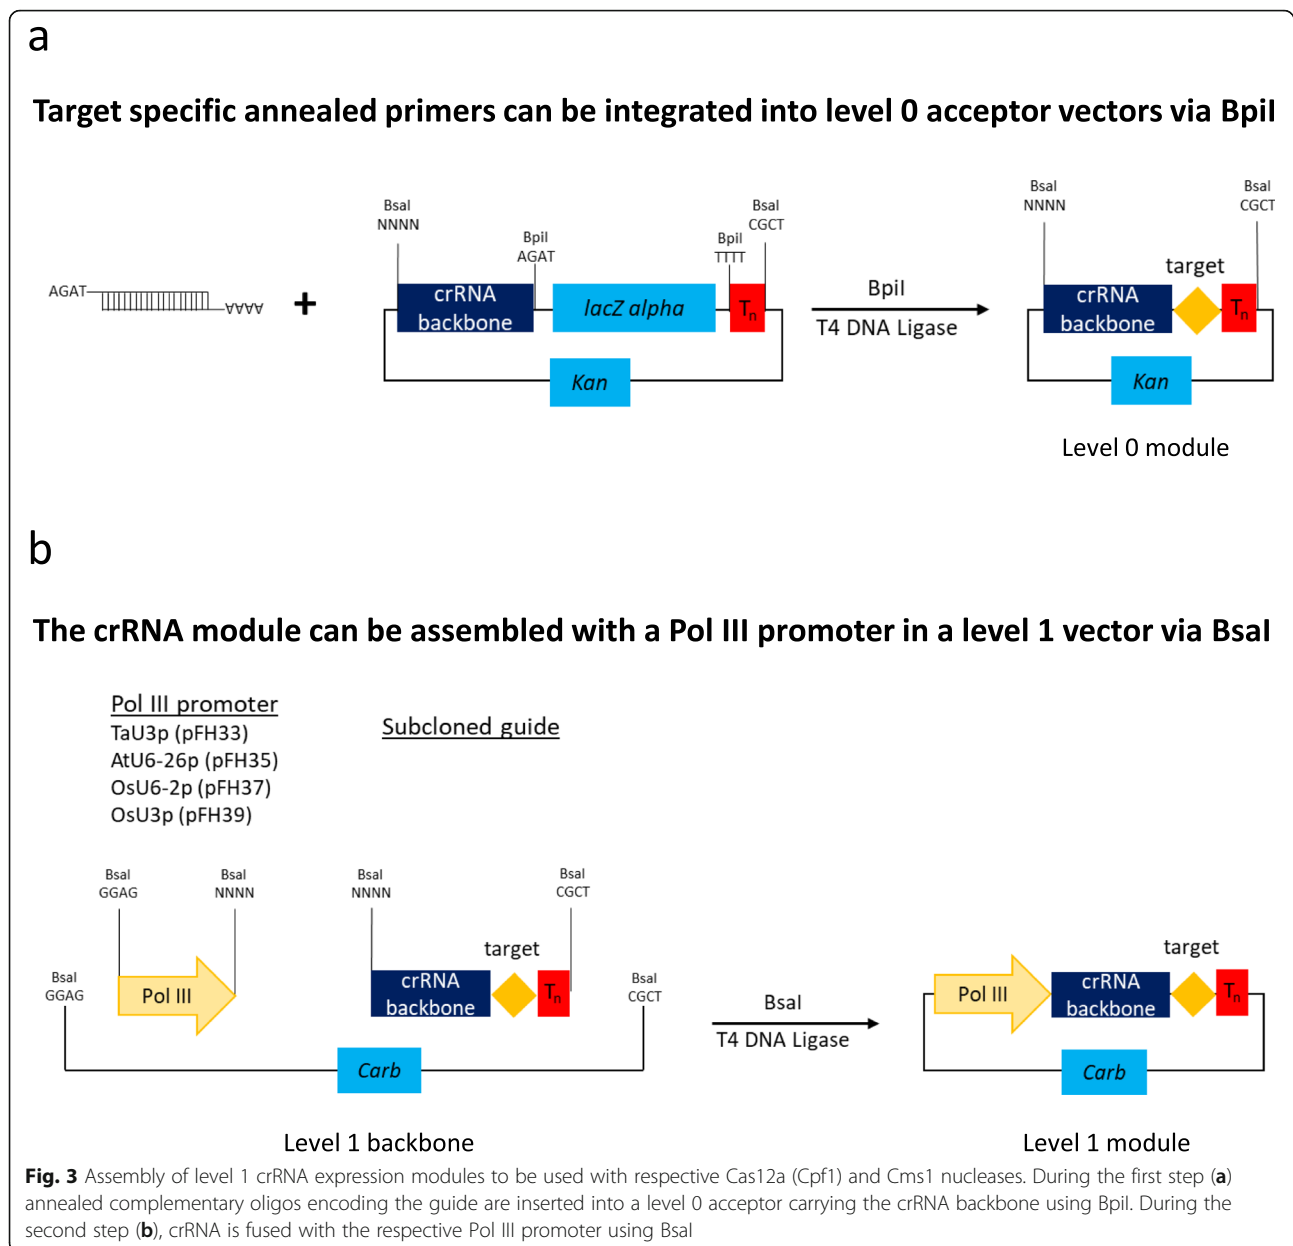 a
Target specific annealed primers can be integrated into level 0 acceptor vectors via BpiI
BsaI
NNNN
BpiI
AGAT
BpiI
TTTT
BsaI
CGCT
AGAT
AAAA
+
crRNA
backbone
lacZ alpha
Tn
Kan
BpiI
T4 DNA Ligase
BsaI
NNNN
BsaI
CGCT
target
crRNA
backbone
Tn
Kan
Level 0 module
b
The crRNA module can be assembled with a Pol III promoter in a level 1 vector via BsaI
Pol III promoter
TaU3p (pFH33)
AtU6-26p (pFH35)
OsU6-2p (pFH37)
OsU3p (pFH39)
Subcloned guide
BsaI
GGAG
BsaI
NNNN
BsaI
NNNN
BsaI
CGCT
BsaI
GGAG
Pol III
target
crRNA
backbone
Tn
BsaI
CGCT
Carb
Level 1 backbone
BsaI
T4 DNA Ligase
target
Pol III
crRNA
backbone
Tn
Carb
Level 1 module
Fig. 3 Assembly of level 1 crRNA expression modules to be used with respective Cas12a (Cpf1) and Cms1 nucleases. During the first step (a)
annealed complementary oligos encoding the guide are inserted into a level 0 acceptor carrying the crRNA backbone using BpiI. During the
second step (b), crRNA is fused with the respective Pol III promoter using BsaI